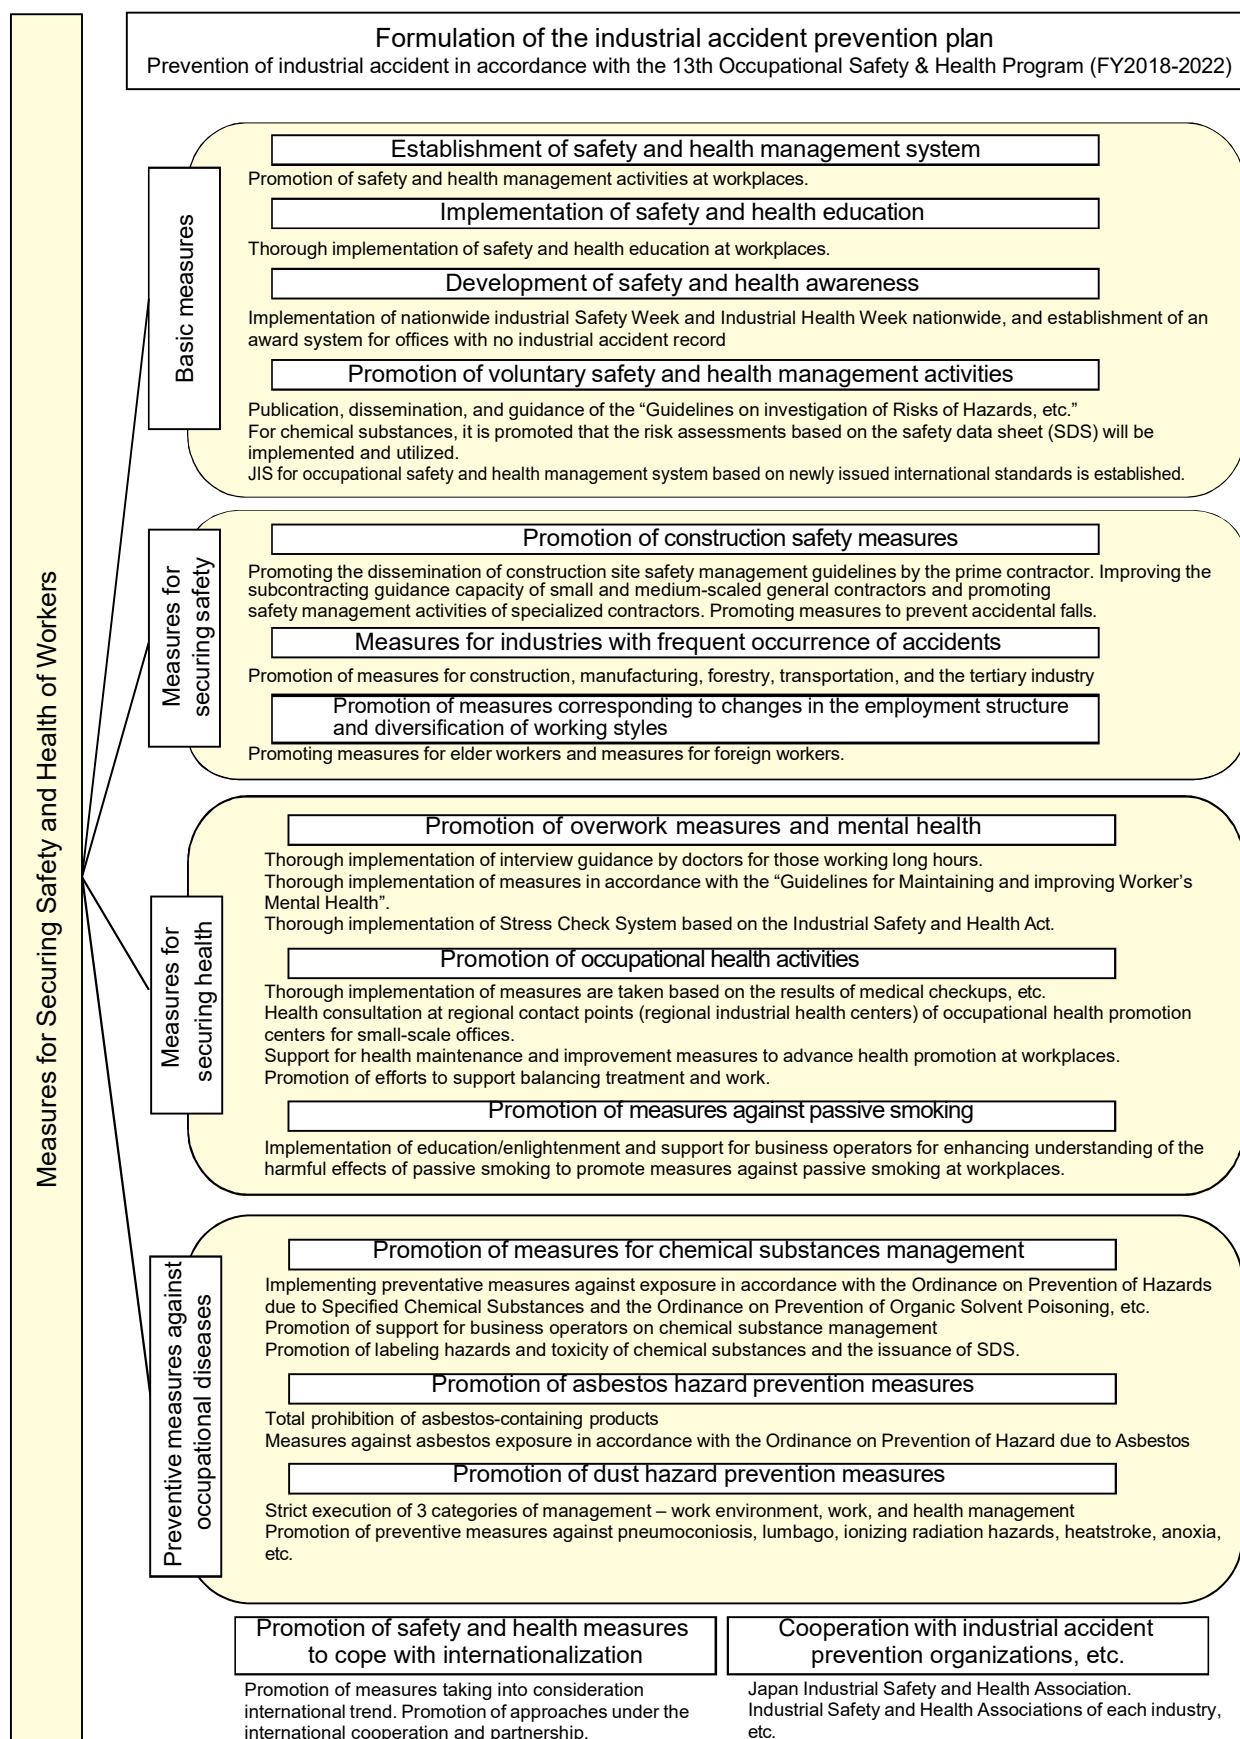 Formulation of the industrial accident prevention plan
Prevention of industrial accident in accordance with the 13th Occupational Safety & Health Program (FY2018-2022)
Measures for Securing Safety and Health of Workers
Basic measures
Establishment of safety and health management system
Promotion of safety and health management activities at workplaces.
Implementation of safety and health education
Thorough implementation of safety and health education at workplaces.
Development of safety and health awareness
Implementation of nationwide industrial Safety Week and Industrial Health Week nationwide, and establishment of an
award system for offices with no industrial accident record
Promotion of voluntary safety and health management activities
Publication, dissemination, and guidance of the “Guidelines on investigation of Risks of Hazards, etc.”
For chemical substances, it is promoted that the risk assessments based on the safety data sheet (SDS) will be
implemented and utilized.
JIS for occupational safety and health management system based on newly issued international standards is established.
Measures for
securing safety
Promotion of construction safety measures
Promoting the dissemination of construction site safety management guidelines by the prime contractor. Improving the
subcontracting guidance capacity of small and medium-scaled general contractors and promoting
safety management activities of specialized contractors. Promoting measures to prevent accidental falls.
Measures for industries with frequent occurrence of accidents
Promotion of measures for construction, manufacturing, forestry, transportation, and the tertiary industry
Promotion of measures corresponding to changes in the employment structure
and diversification of working styles
Promoting measures for elder workers and measures for foreign workers.
Measures for
securing health
Promotion of overwork measures and mental health
Thorough implementation of interview guidance by doctors for those working long hours.
Thorough implementation of measures in accordance with the “Guidelines for Maintaining and improving Worker’s
Mental Health”.
Thorough implementation of Stress Check System based on the Industrial Safety and Health Act.
Promotion of occupational health activities
Thorough implementation of measures are taken based on the results of medical checkups, etc.
Health consultation at regional contact points (regional industrial health centers) of occupational health promotion
centers for small-scale offices.
Support for health maintenance and improvement measures to advance health promotion at workplaces.
Promotion of efforts to support balancing treatment and work.
Promotion of measures against passive smoking
Implementation of education/enlightenment and support for business operators for enhancing understanding of the
harmful effects of passive smoking to promote measures against passive smoking at workplaces.
Preventive measures against
occupational diseases
Promotion of measures for chemical substances management
Implementing preventative measures against exposure in accordance with the Ordinance on Prevention of Hazards
due to Specified Chemical Substances and the Ordinance on Prevention of Organic Solvent Poisoning, etc.
Promotion of support for business operators on chemical substance management
Promotion of labeling hazards and toxicity of chemical substances and the issuance of SDS.
Promotion of asbestos hazard prevention measures
Total prohibition of asbestos-containing products
Measures against asbestos exposure in accordance with the Ordinance on Prevention of Hazard due to Asbestos
Promotion of dust hazard prevention measures
Strict execution of 3 categories of management – work environment, work, and health management
Promotion of preventive measures against pneumoconiosis, lumbago, ionizing radiation hazards, heatstroke, anoxia,
etc.
Promotion of safety and health measures
to cope with internationalization
Promotion of measures taking into consideration
international trend. Promotion of approaches under the
international cooperation and partnership.
Cooperation with industrial accident
prevention organizations, etc.
Japan Industrial Safety and Health Association.
Industrial Safety and Health Associations of each industry,
etc.